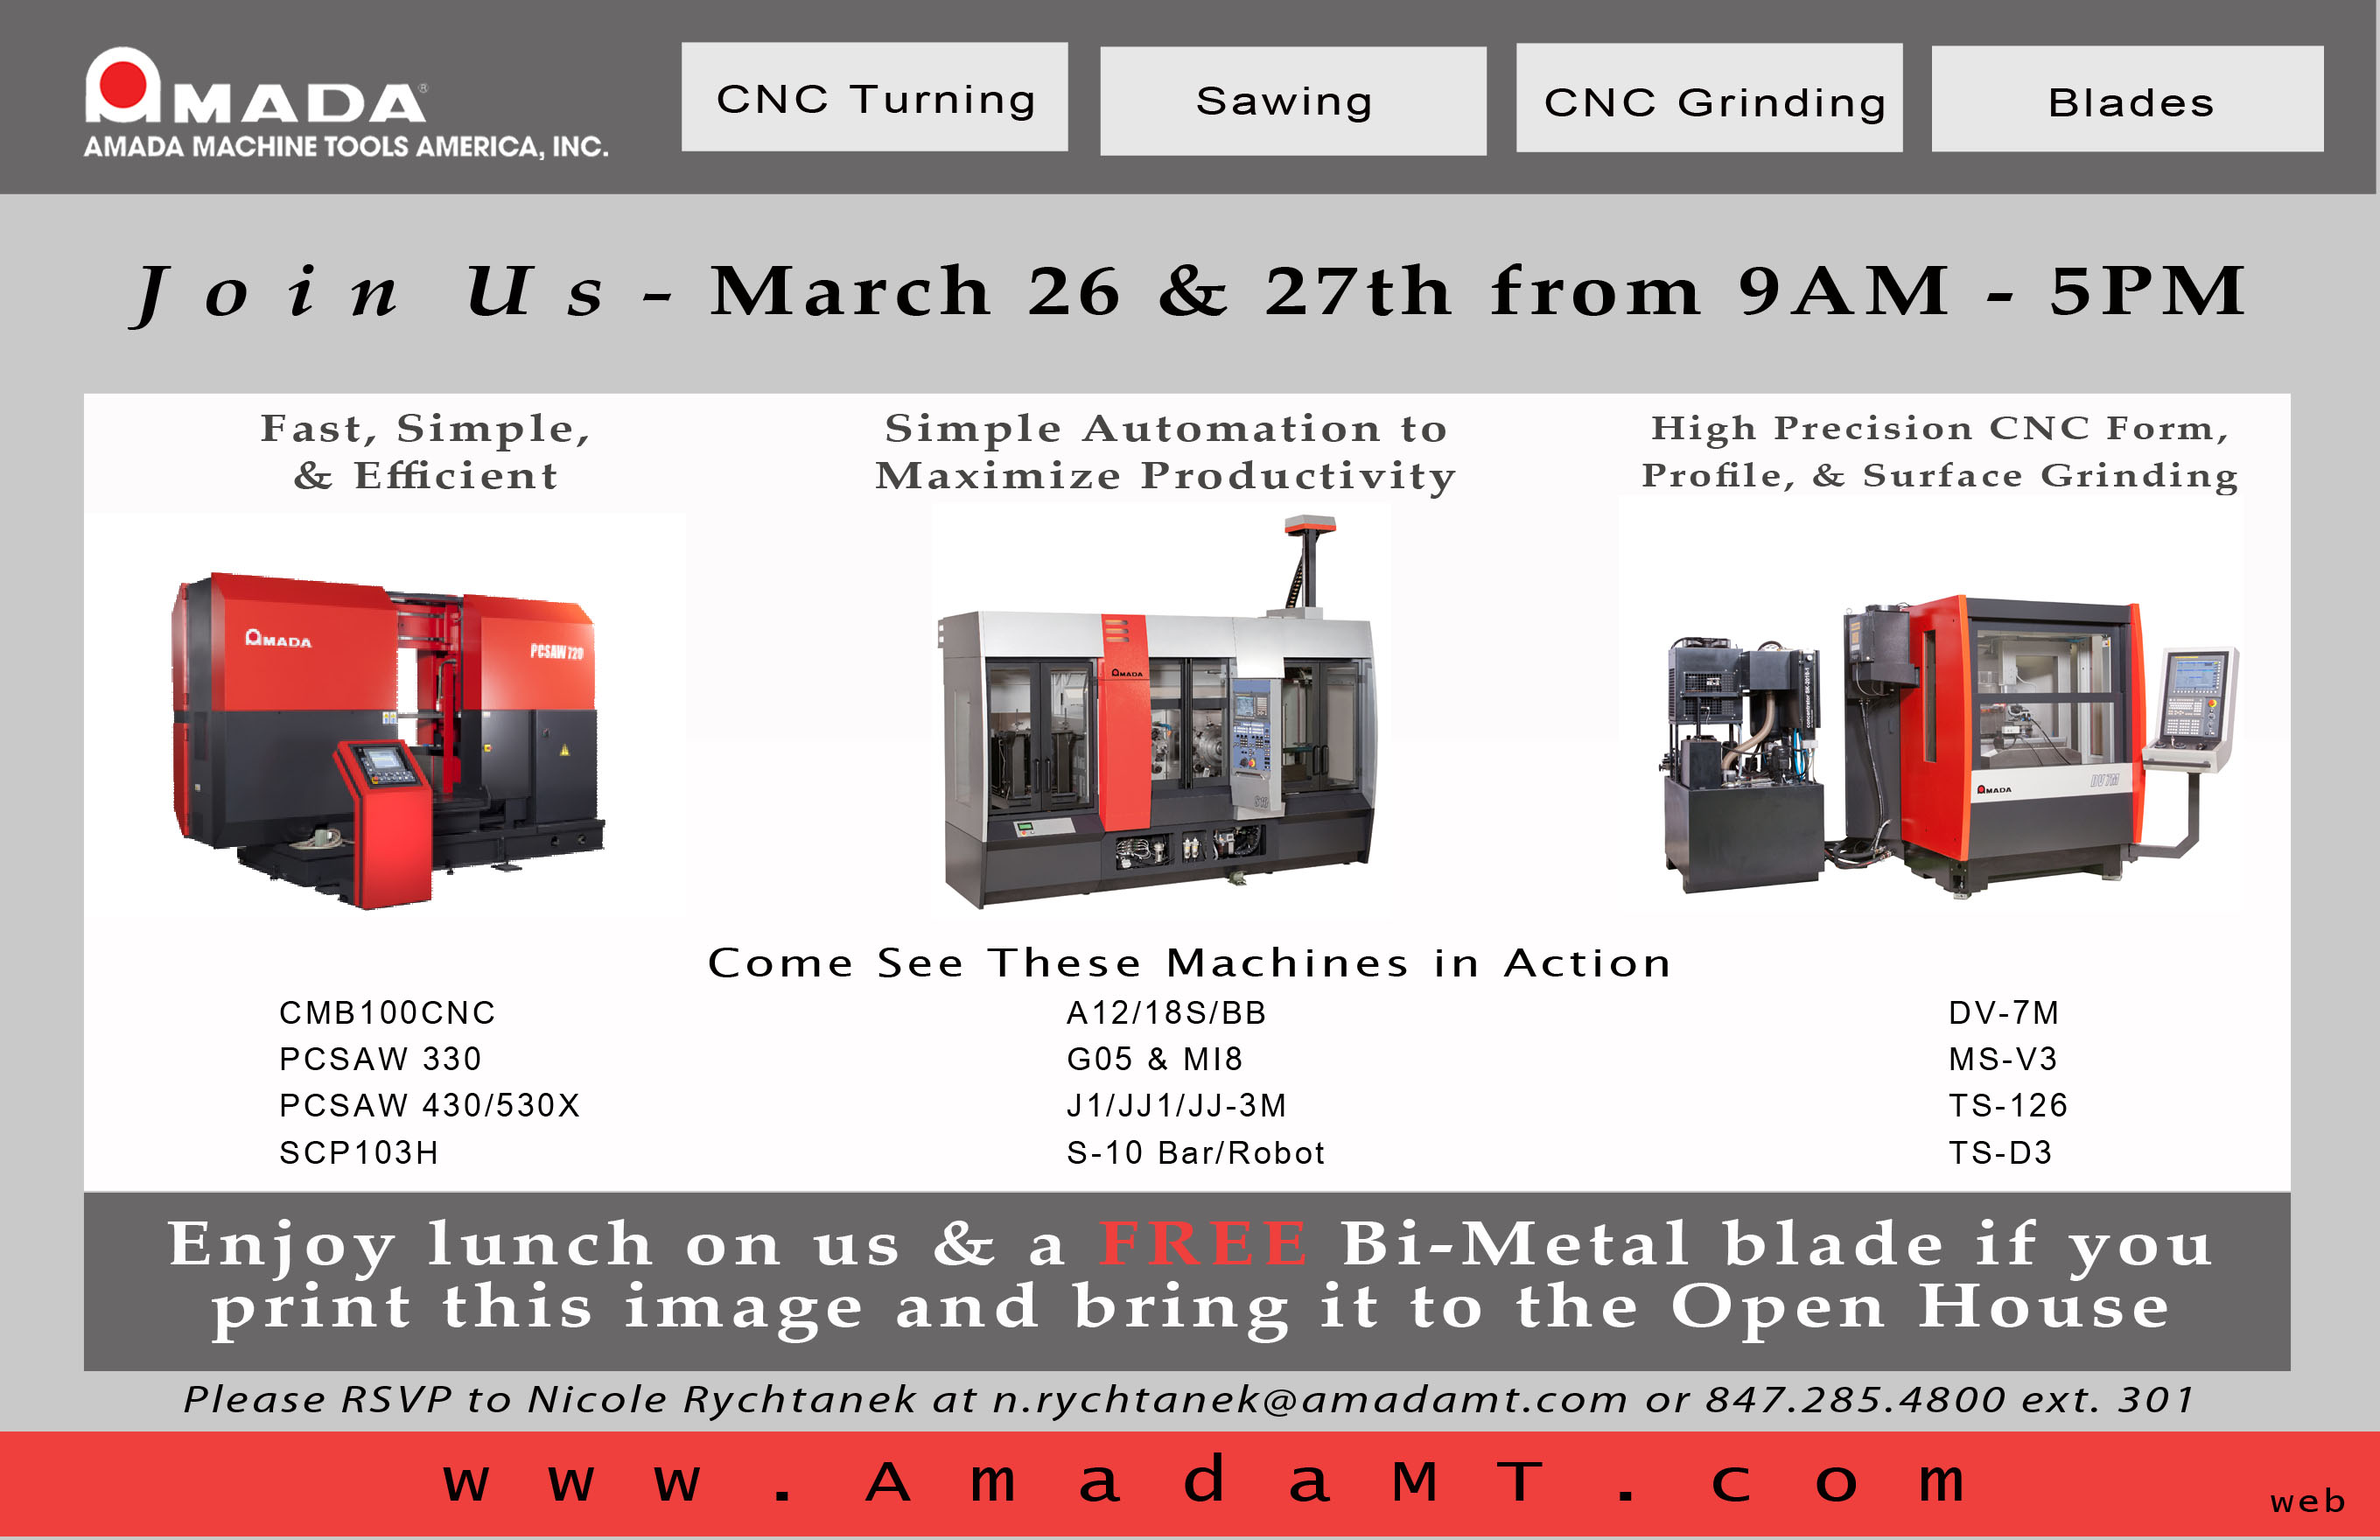 AMADA®
AMADA MACHINE TOOLS AMERICA, INC.
CNC Turning
Sawing
CNC Grinding
Blades
Join Us - March 26 & 27th from 9AM - 5PM
Fast, Simple,
& Efficient
Simple Automation to
Maximize Productivity
High Precision CNC Form,
Profile, & Surface Grinding
AMADA
PCSAW 720
AMADA
AMADA
DV 7M
Come See These Machines in Action
CMB100CNC
PCSAW 330
PCSAW 430/530X
SCP103H
A12/18S/BB
G05 & MI8
J1/JJ1/JJ-3M
S-10 Bar/Robot
DV-7M
MS-V3
TS-126
TS-D3
Enjoy lunch on us & a FREE Bi-Metal blade if you
print this image and bring it to the Open House
Please RSVP to Nicole Rychtanek at n.rychtanek@amadamt.com or 847.285.4800 ext. 301
www.AmadaMT.com
web